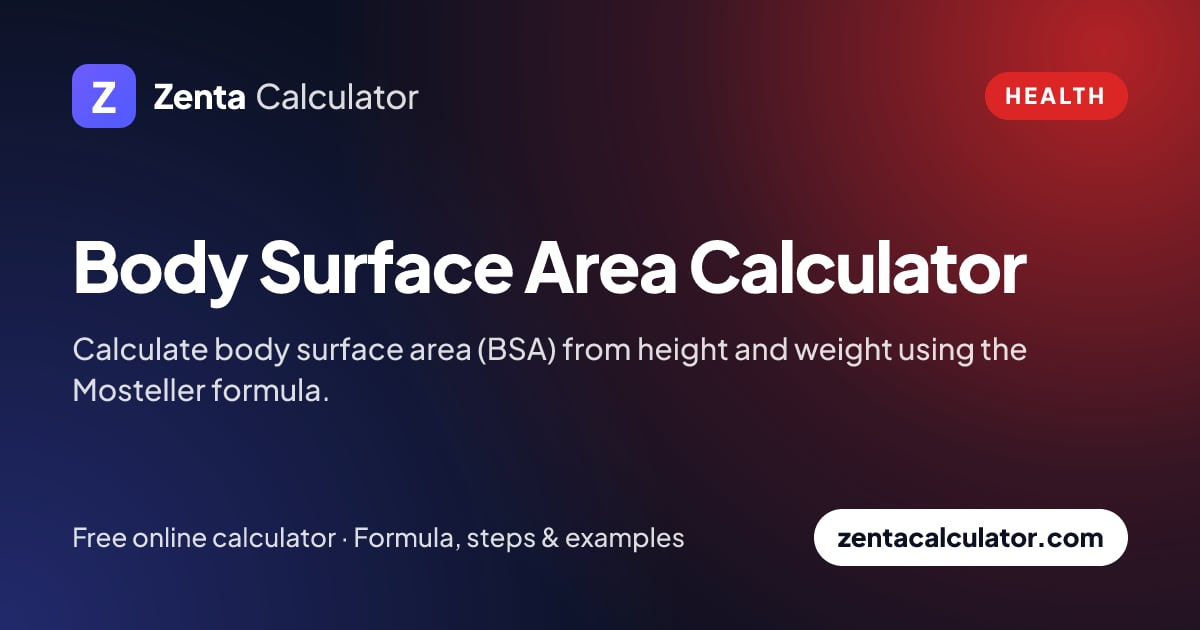 Z Zenta Calculator
HEALTH
Body Surface Area Calculator
Calculate body surface area (BSA) from height and weight using the
Mosteller formula.
Free online calculator · Formula, steps & examples
zentacalculator.com